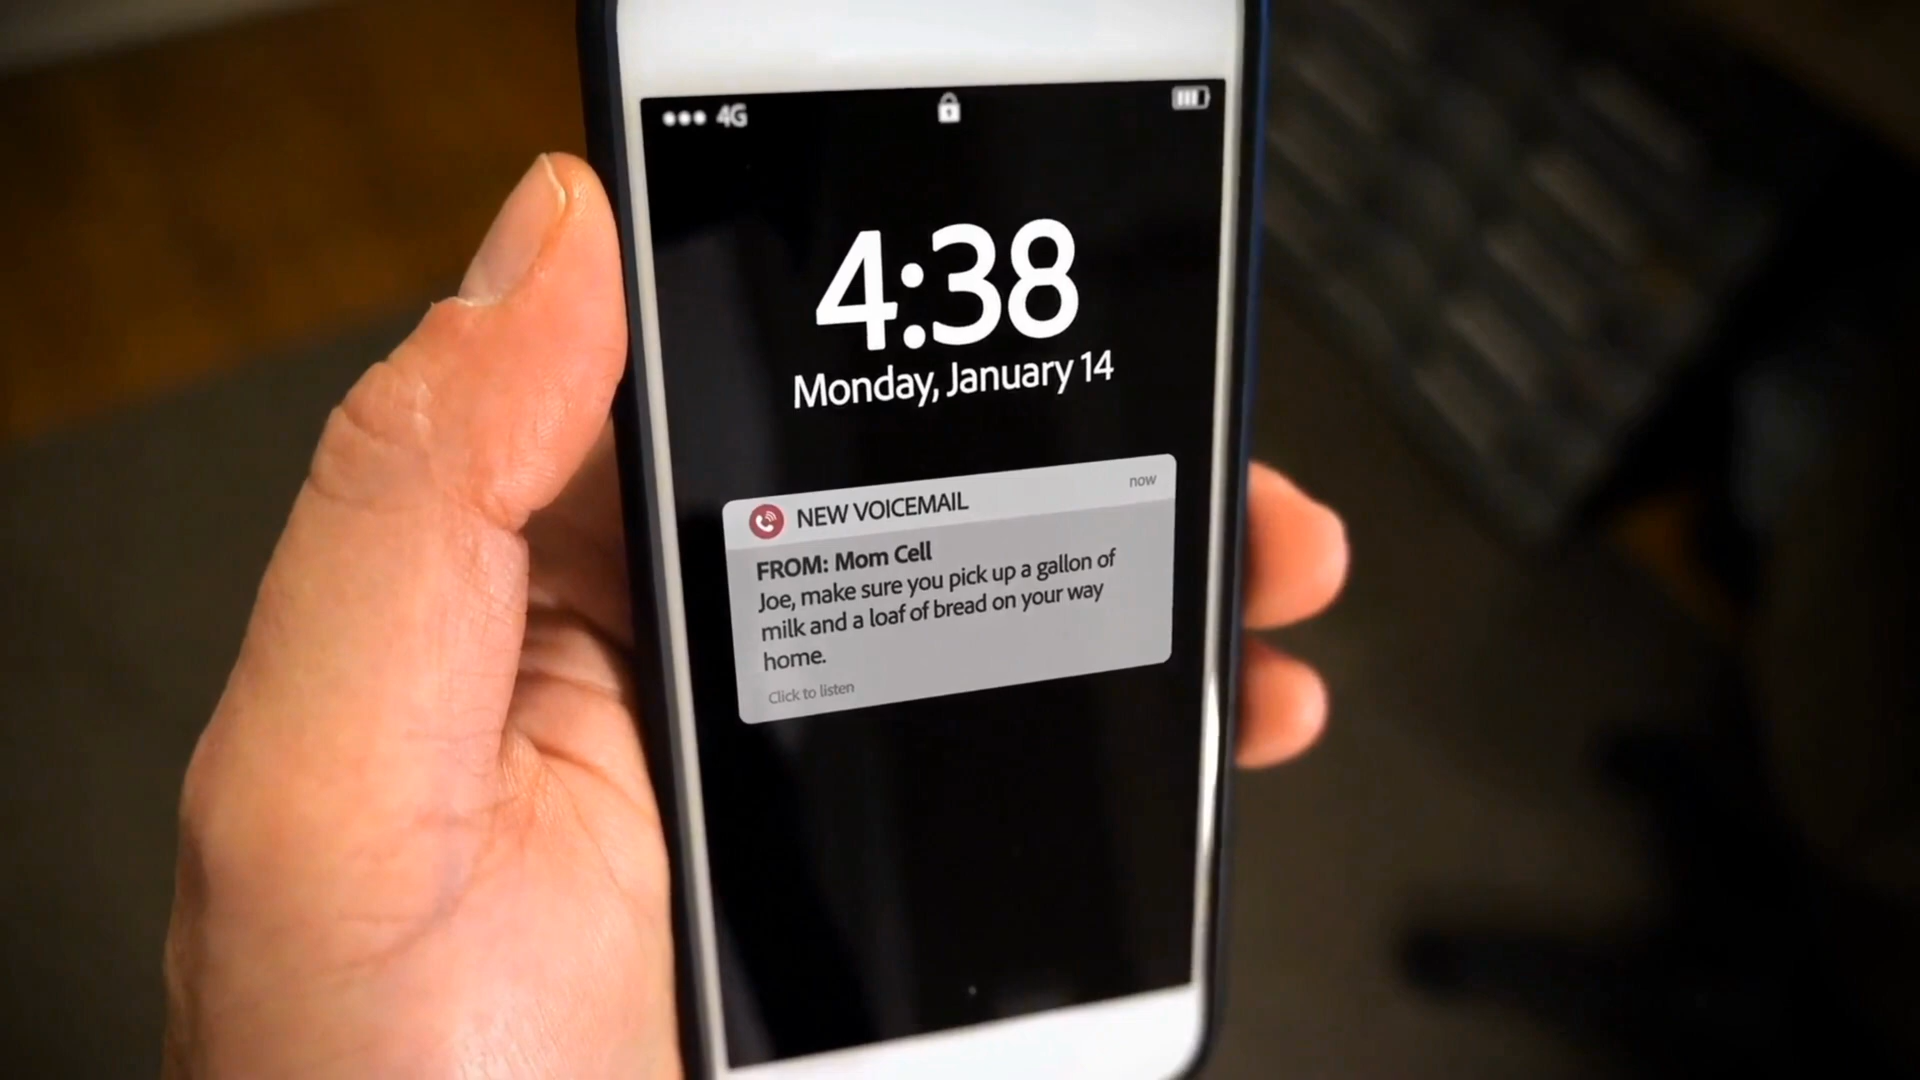 4G
4:38
Monday, January 14
NEW VOICEMAIL
now
FROM: Mom Cell
Joe, make sure you pick up a gallon of
milk and a loaf of bread on your way
home.
Click to listen